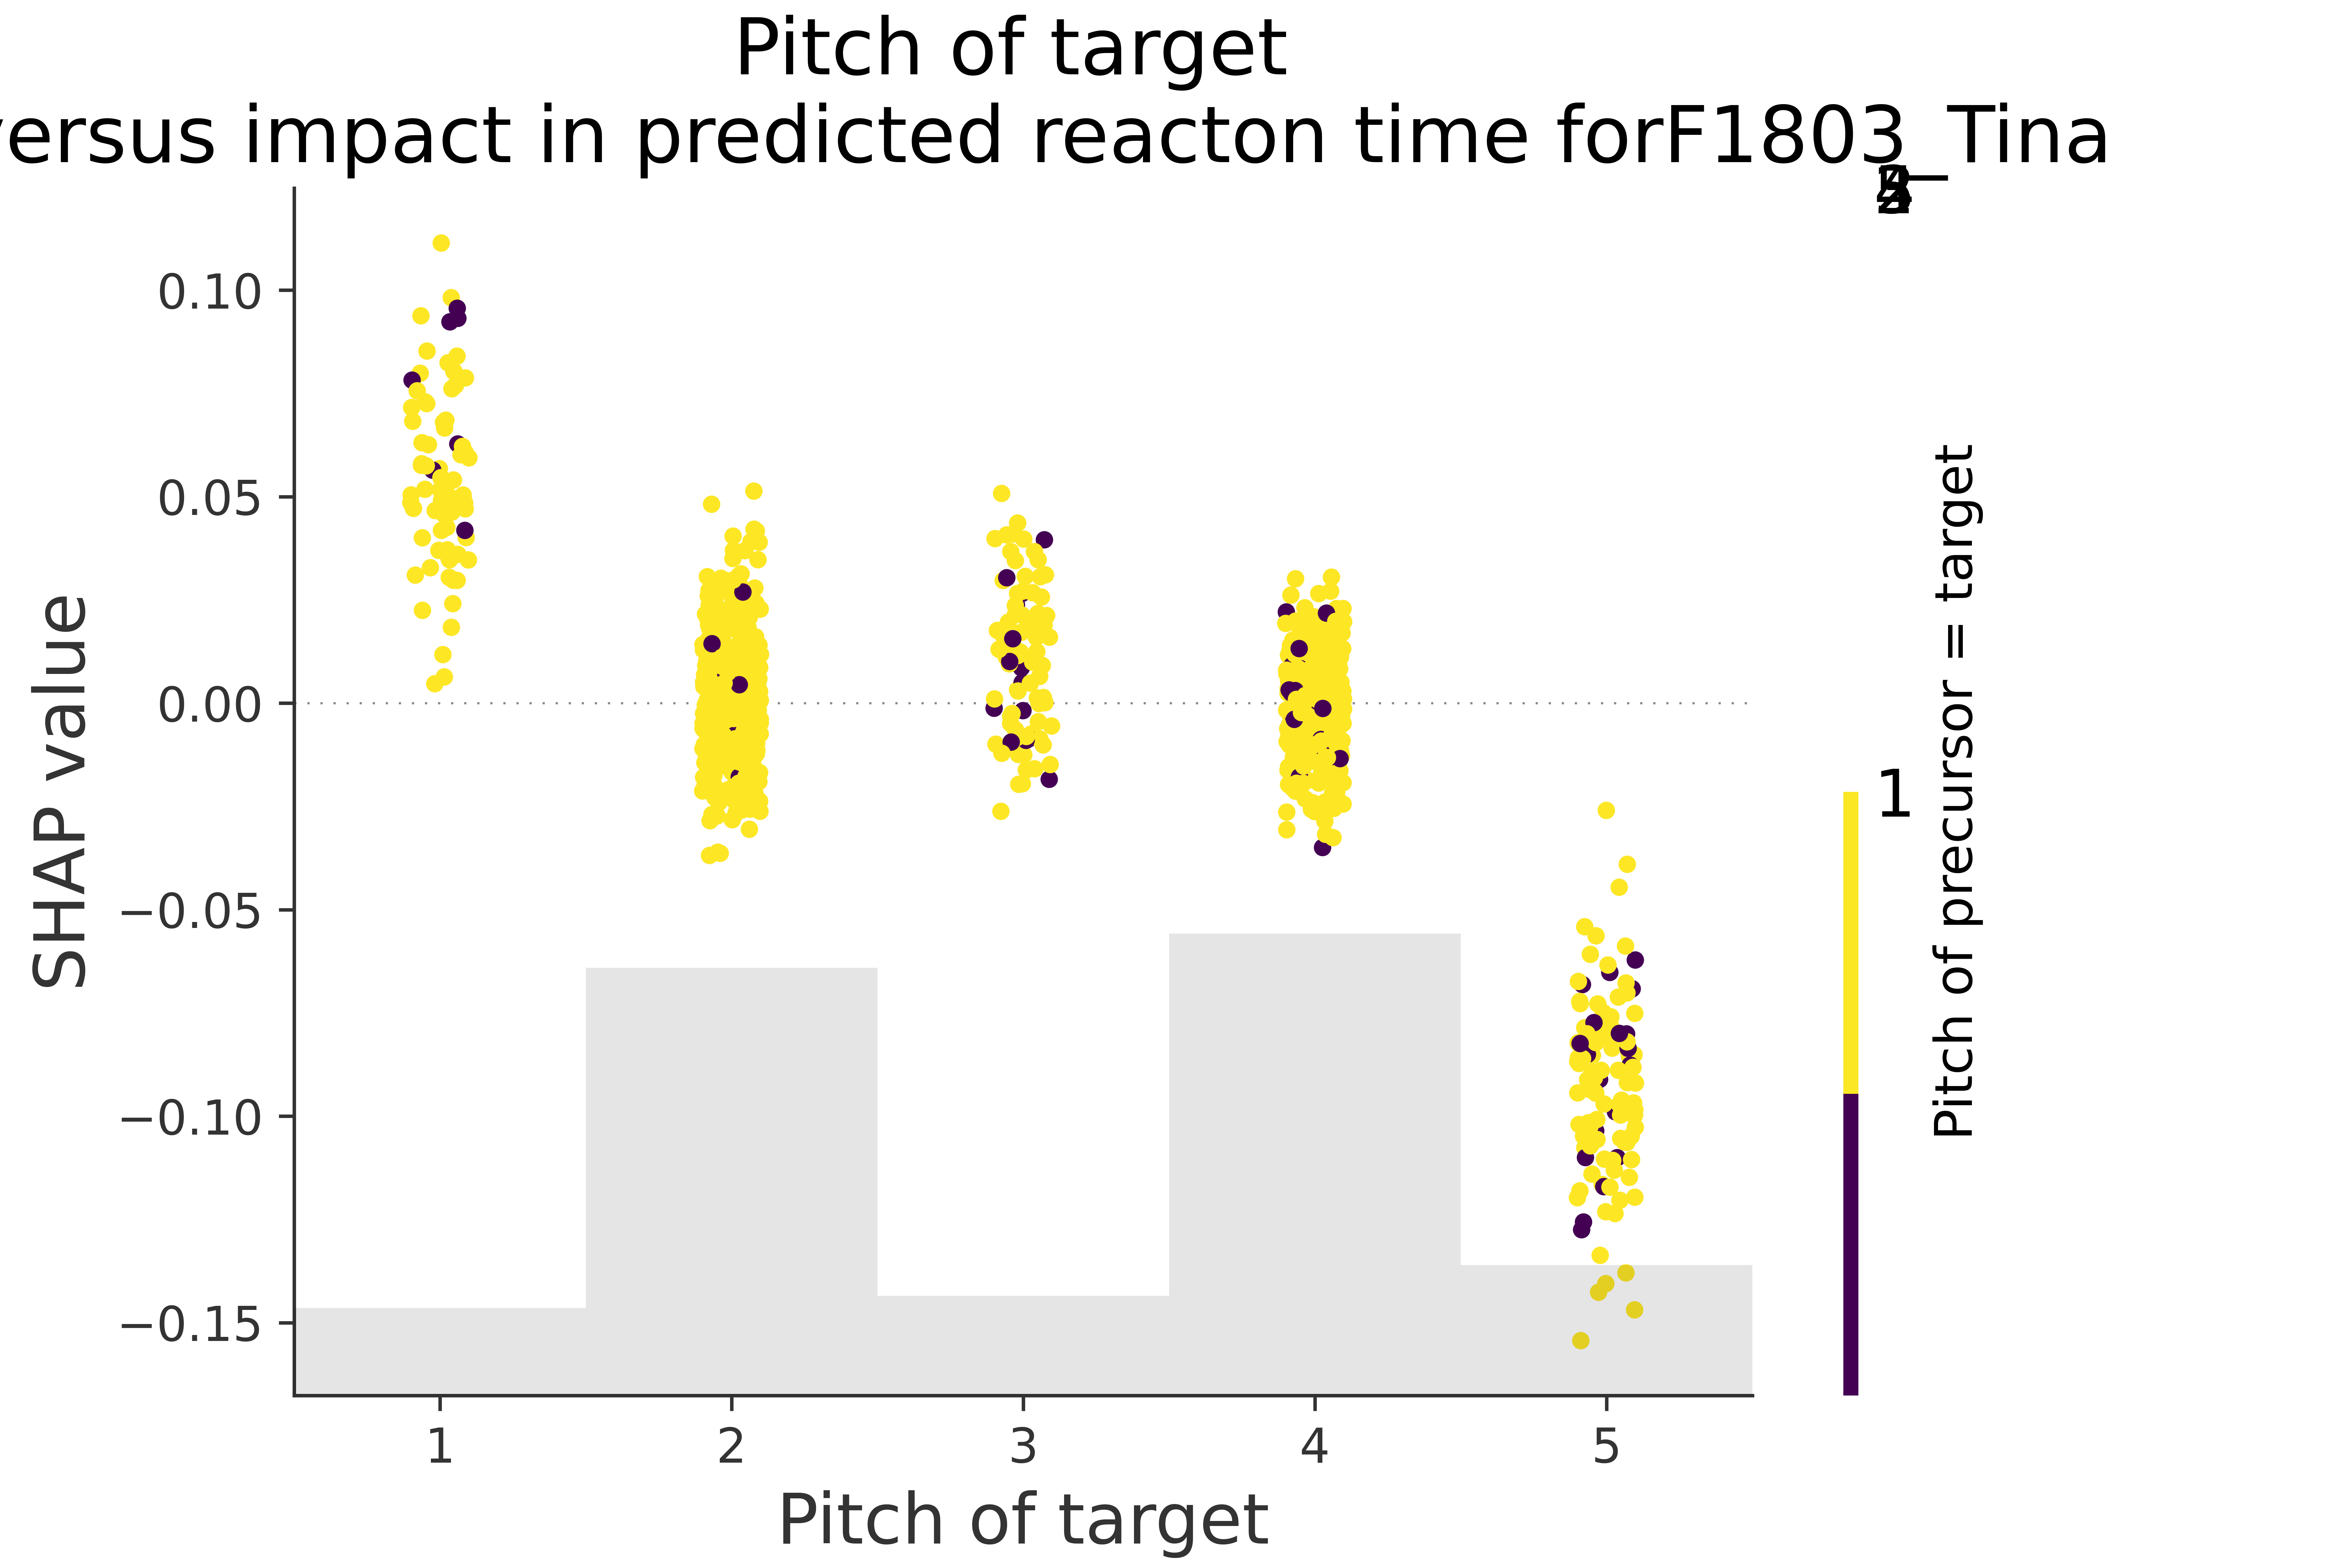 Pitch of target
versus impact in predicted reacton time forF1803_Tina
0.10
0.05
0.00
−0.05
−0.10
−0.15
SHAP value
1 2 3 4 5
Pitch of target
1
Pitch of precursor = target